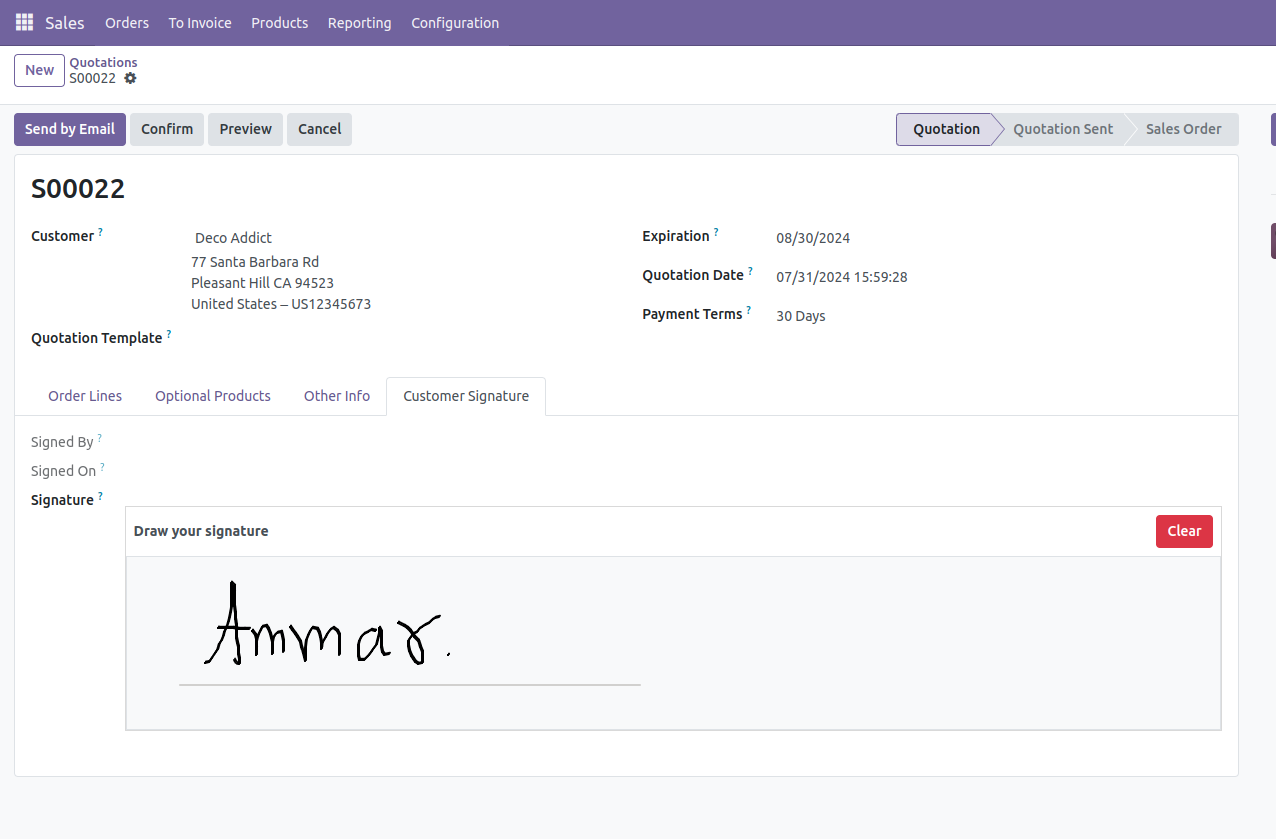 Sales Orders To Invoice Products Reporting Configuration
New Quotations
S00022
Send by Email Confirm Preview Cancel Quotation Quotation Sent Sales Order
S00022
Customer ? Deco Addict Expiration ? 08/30/2024
77 Santa Barbara Rd
Pleasant Hill CA 94523 Quotation Date ? 07/31/2024 15:59:28
United States – US12345673
Payment Terms ? 30 Days
Quotation Template ?
Order Lines Optional Products Other Info Customer Signature
Signed By ?
Signed On ?
Signature ?
Draw your signature Clear
Ammar.